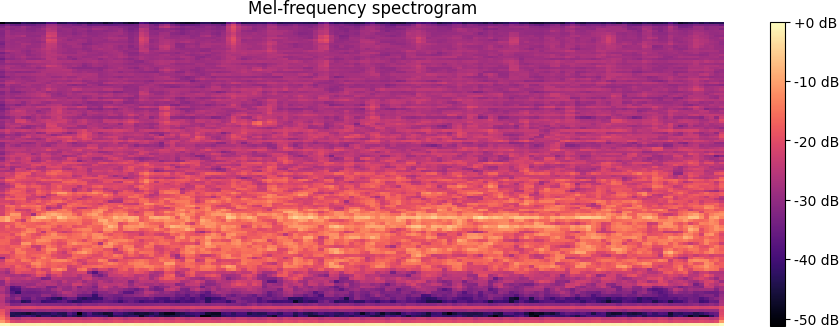 Mel-frequency spectrogram
+0 dB
-10 dB
-20 dB
-30 dB
-40 dB
-50 dB